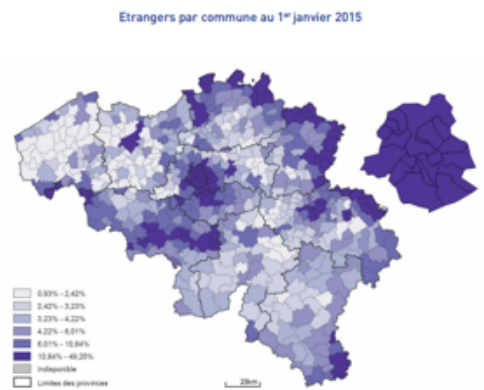 Etrangers par commune au 1er janvier 2015
0,93% - 2,42%
2,42% - 3,23%
3,23% - 4,22%
4,22% - 6,01%
6,01% - 10,84%
10,84% - 49,25%
Indisponible
Limites des provinces
25km